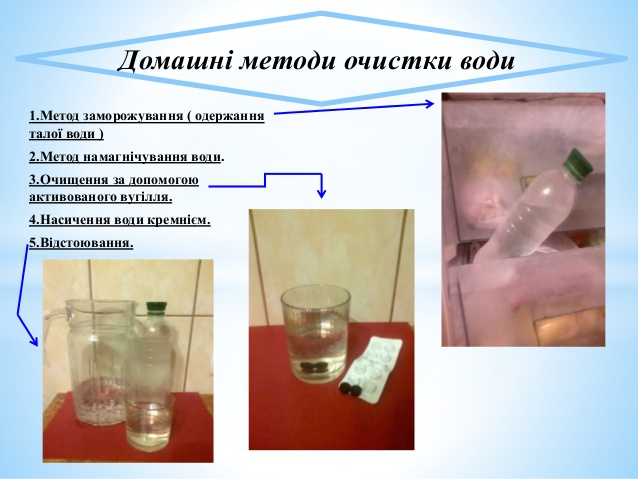 Домашні методи очистки води
1.Метод заморожування ( одержання
талої води )
2.Метод намагнічування води.
3.Очищення за допомогою
активованого вугілля.
4.Насичення води кремнієм.
5.Відстоювання.